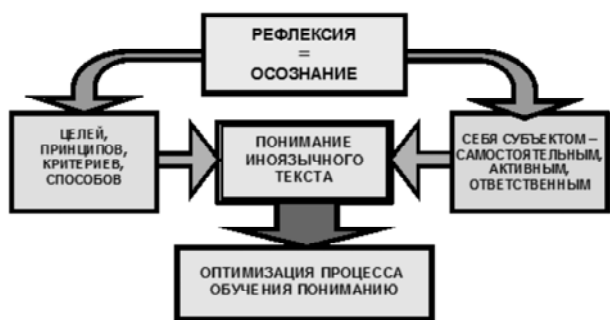 РЕФЛЕКСИЯ
=
ОСОЗНАНИЕ
ЦЕЛЕЙ,
ПРИНЦИПОВ,
КРИТЕРИЕВ,
СПОСОБОВ
ПОНИМАНИЕ
ИНОЯЗЫЧНОГО
ТЕКСТА
СЕБЯ СУБЪЕКТОМ –
САМОСТОЯТЕЛЬНЫМ,
АКТИВНЫМ,
ОТВЕТСТВЕННЫМ
ОПТИМИЗАЦИЯ ПРОЦЕССА
ОБУЧЕНИЯ ПОНИМАНИЮ